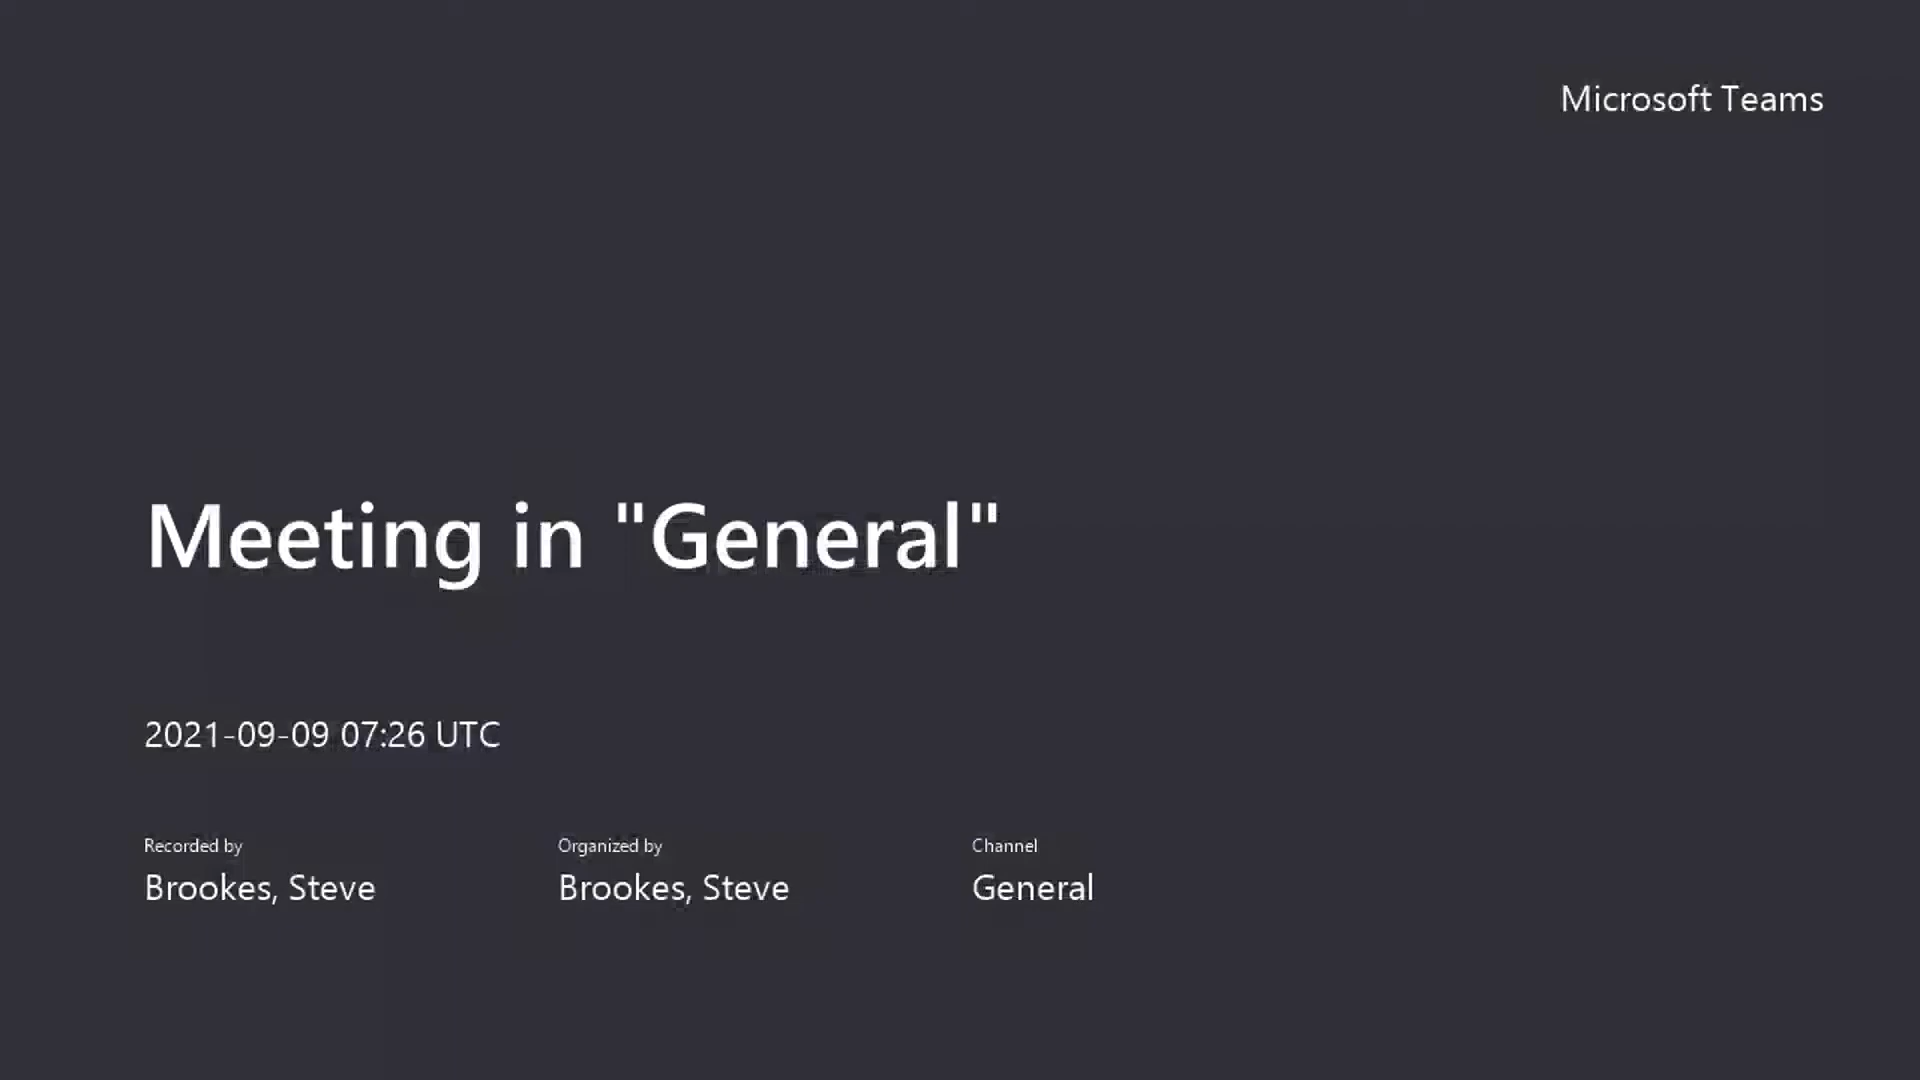 Microsoft Teams
Meeting in "General"
2021-09-09 07:26 UTC
Recorded by
Brookes, Steve
Organized by
Brookes, Steve
Channel
General